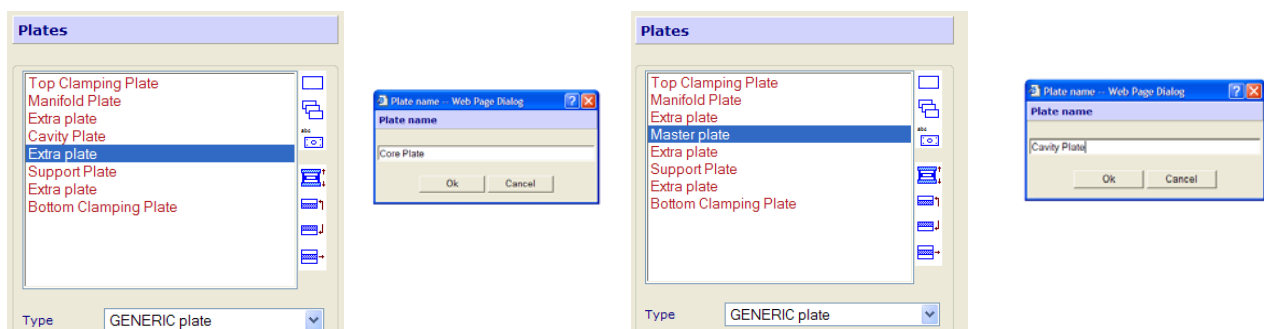 Plates
Top Clamping Plate
Manifold Plate
Extra plate
Cavity Plate
Extra plate
Support Plate
Extra plate
Bottom Clamping Plate
abc
Type
GENERIC plate
Plate name -- Web Page Dialog
Plate name
Core Plate
Ok
Cancel
Plates
Top Clamping Plate
Manifold Plate
Extra plate
Master plate
Extra plate
Support Plate
Extra plate
Bottom Clamping Plate
abc
Type
GENERIC plate
Plate name -- Web Page Dialog
Plate name
Cavity Plate
Ok
Cancel